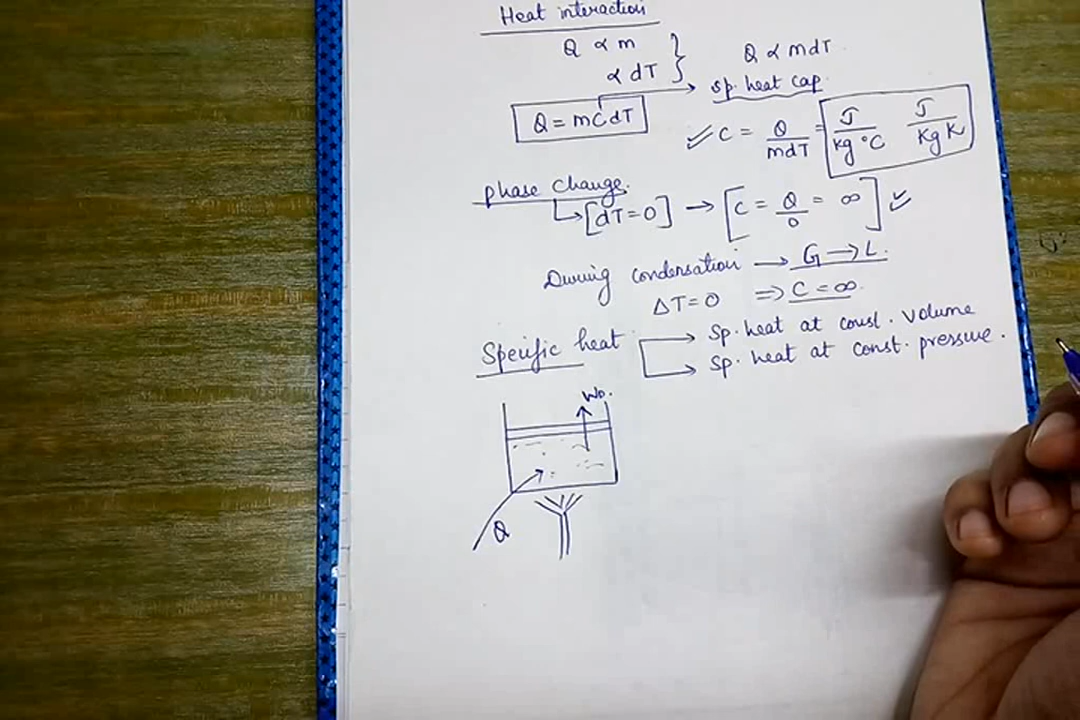 Heat interaction
Q ∝ m
∝ dT
Q ∝ mdT
sp. heat cap.
Q = mCdT
C = Q/mdT = J/kg °C J/Kg K
phase change.
[dT=0] → [C = Q/0 = ∞]
During condensation → G → L.
ΔT=0 ⇒ C = ∞
Specific heat
Sp. heat at const. volume
Sp. heat at const. pressure.
Wo.
Q